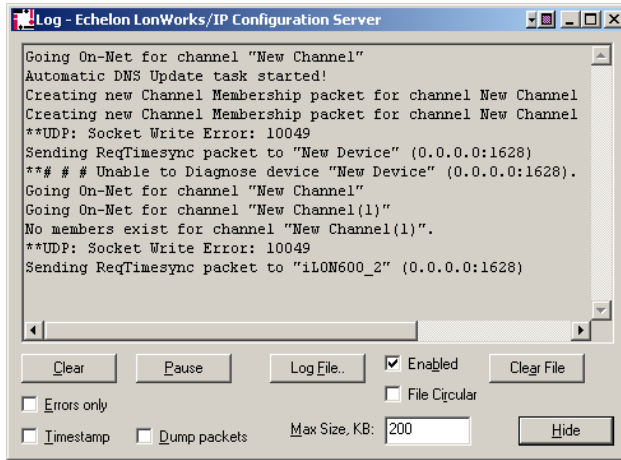 Log - Echelon LonWorks/IP Configuration Server
Going On-Net for channel "New Channel"
Automatic DNS Update task started!
Creating new Channel Membership packet for channel New Channel
Creating new Channel Membership packet for channel New Channel
**UDP: Socket Write Error: 10049
Sending ReqTimesync packet to "New Device" (0.0.0.0:1628)
**# # # Unable to Diagnose device "New Device" (0.0.0.0:1628).
Going On-Net for channel "New Channel"
Going On-Net for channel "New Channel(1)"
No members exist for channel "New Channel(1)".
**UDP: Socket Write Error: 10049
Sending ReqTimesync packet to "iLON600_2" (0.0.0.0:1628)
Clear Pause Log File.. Enabled Clear File
File Circular
Errors only
Timestamp Dump packets Max Size, KB: 200 Hide